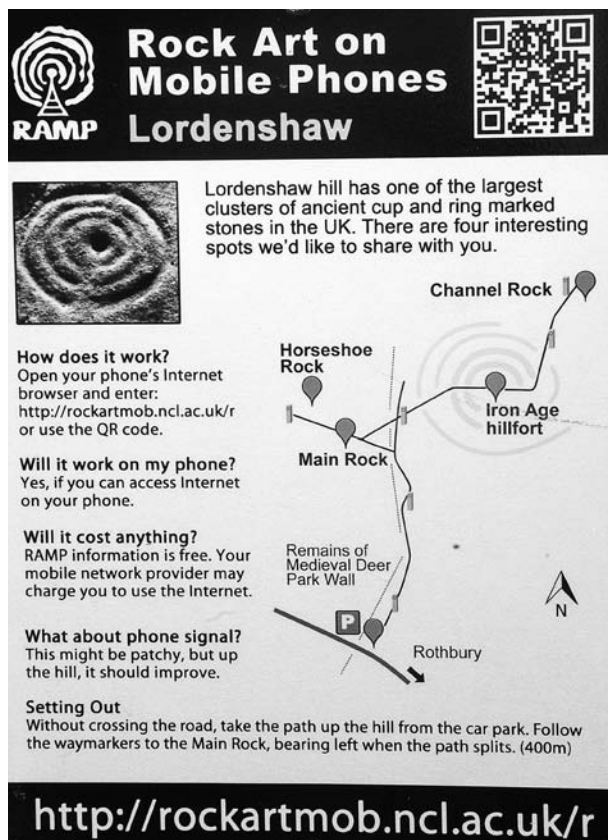 Rock Art on
Mobile Phones
RAMP
Lordenshaw
Lordenshaw hill has one of the largest
clusters of ancient cup and ring marked
stones in the UK. There are four interesting
spots we'd like to share with you.
Channel Rock
Horseshoe
Rock
Iron Age
hillfort
Main Rock
How does it work?
Open your phone's Internet
browser and enter:
http://rockartmob.ncl.ac.uk/r
or use the QR code.
Will it work on my phone?
Yes, if you can access Internet
on your phone.
Will it cost anything?
RAMP information is free. Your
mobile network provider may
charge you to use the Internet.
Remains of
Medieval Deer
Park Wall
P
N
Rothbury
What about phone signal?
This might be patchy, but up
the hill, it should improve.
Setting Out
Without crossing the road, take the path up the hill from the car park. Follow
the waymarkers to the Main Rock, bearing left when the path splits. (400m)
http://rockartmob.ncl.ac.uk/r